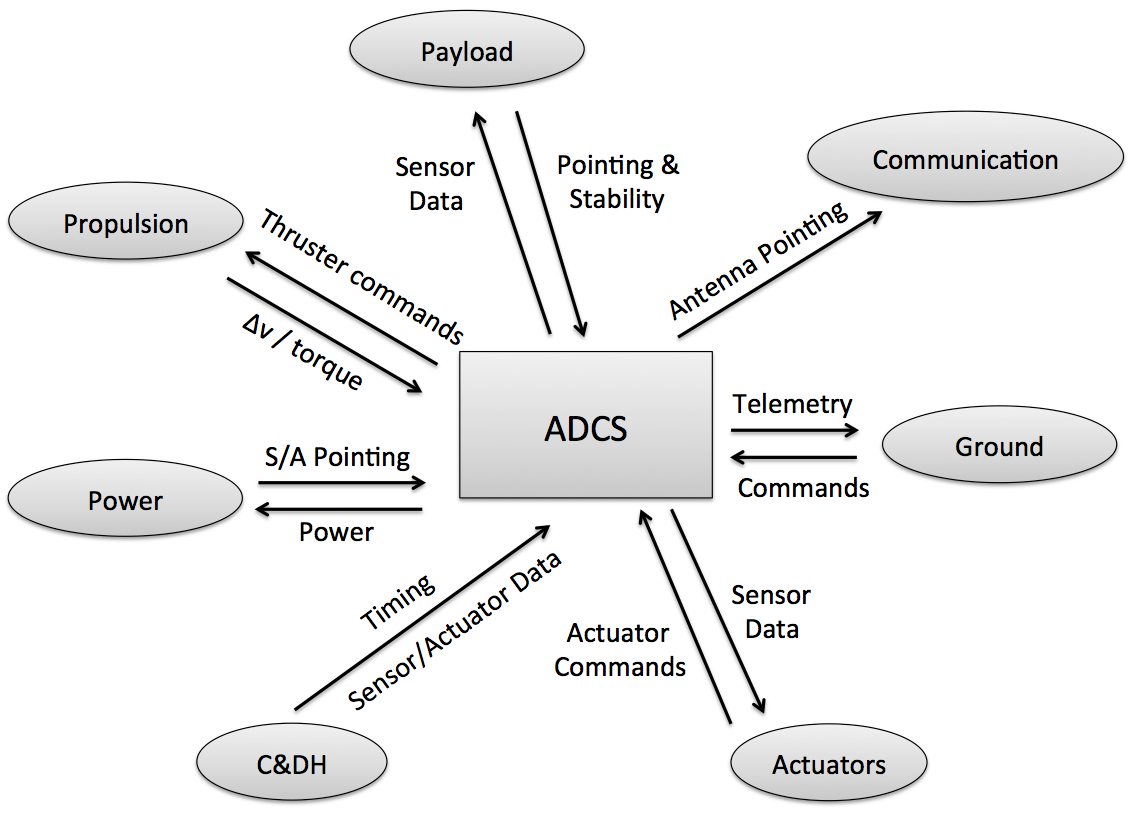 Payload
Sensor
Data
Pointing &
Stability
Communication
Antenna Pointing
Propulsion
Thruster commands
Δv / torque
ADCS
Telemetry
Commands
Ground
S/A Pointing
Power
Power
Timing
Sensor/Actuator Data
C&DH
Actuator
Commands
Sensor
Data
Actuators